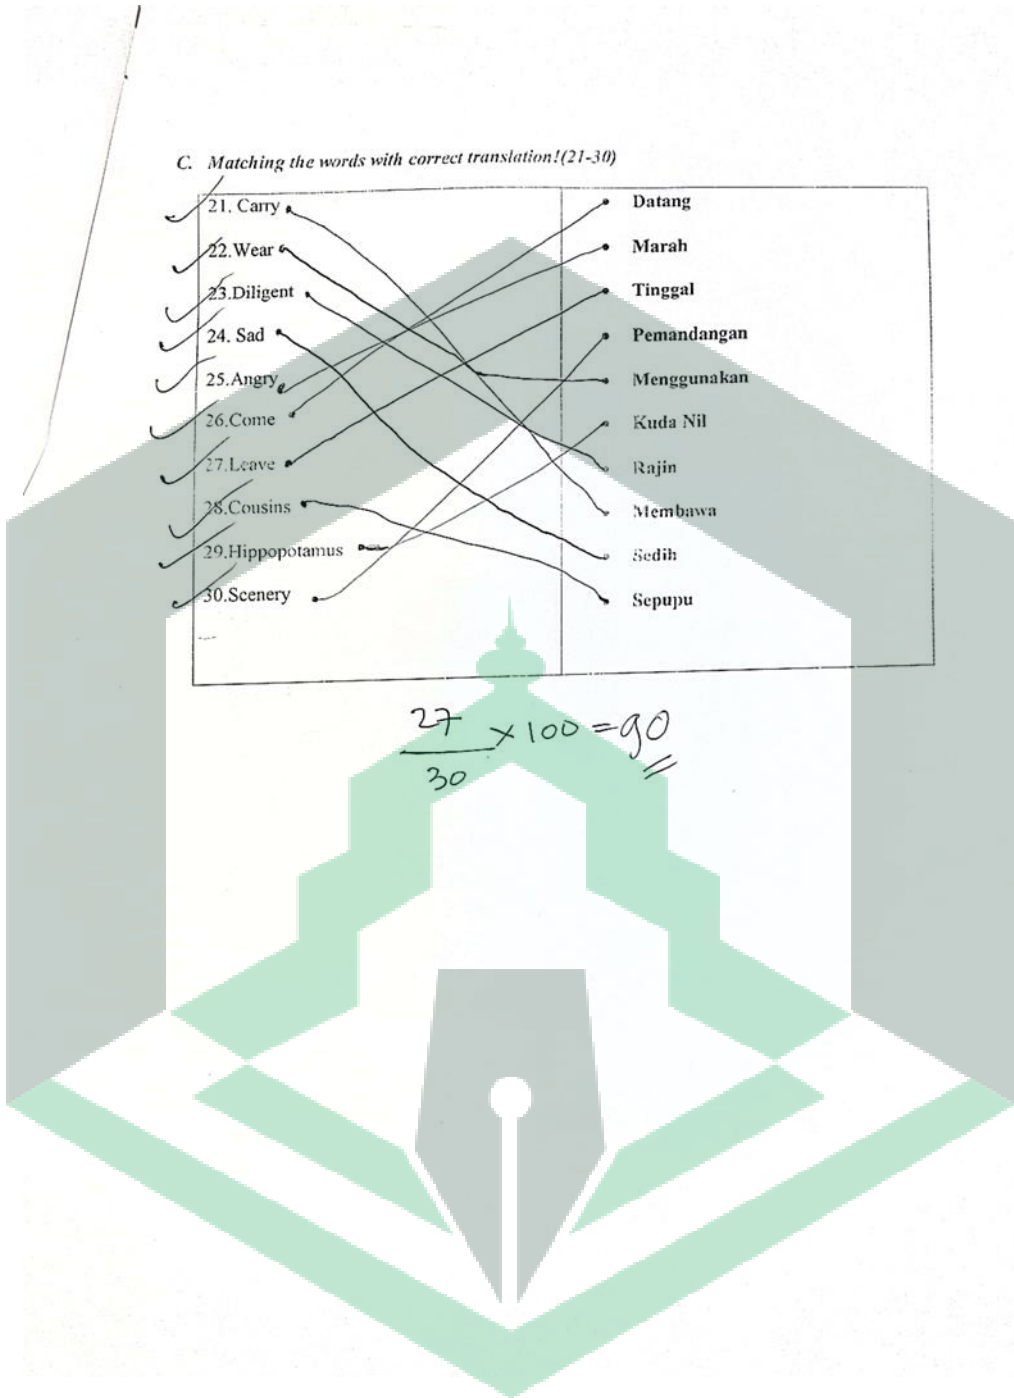 C. Matching the words with correct translation!(21-30)
21. Carry
22.Wear
23.Diligent
24. Sad
25.Angry
26.Come
27.Leave
28.Cousins
29.Hippopotamus
30.Scenery
Datang
Marah
Tinggal
Pemandangan
Menggunakan
Kuda Nil
Rajin
Membawa
Sedih
Sepupu
27
30
× 100 = 90